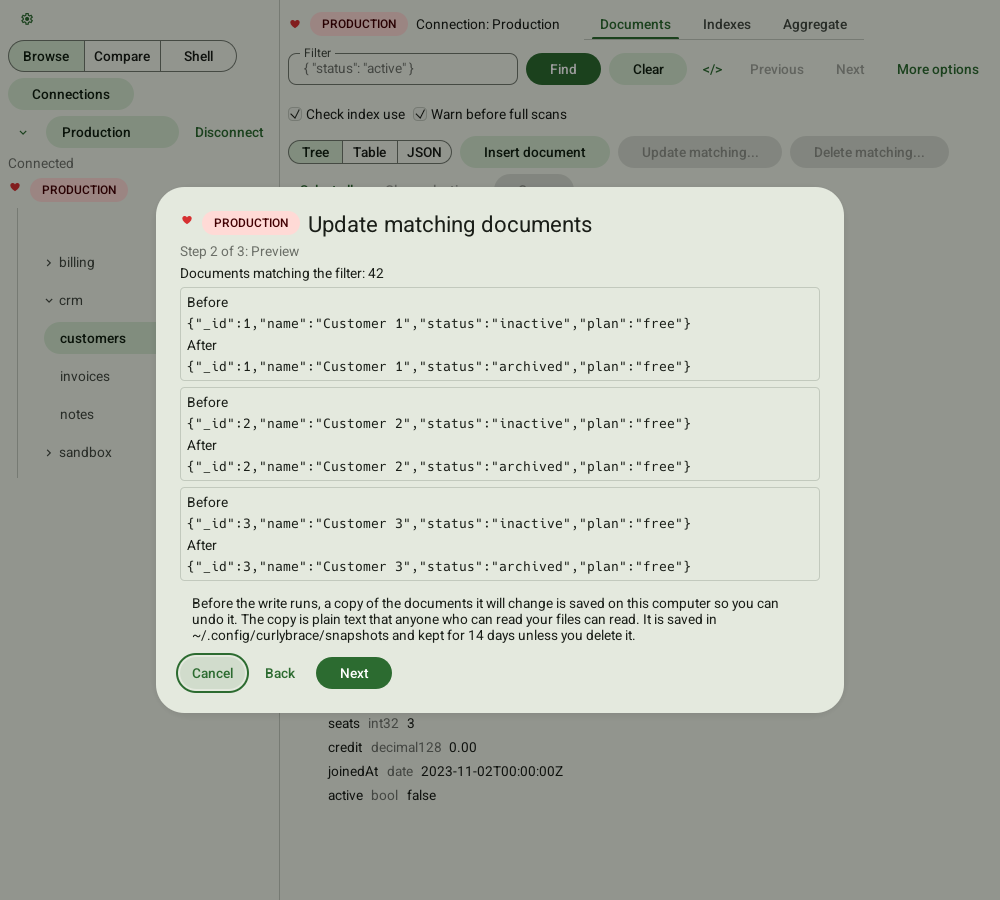 PRODUCTION Connection: Production Documents Indexes Aggregate
Browse Compare Shell
Filter
{ "status": "active" } Find Clear </> Previous Next More options
Connections
Check index use Warn before full scans
Production Disconnect
Tree Table JSON Insert document Update matching... Delete matching...
Connected
PRODUCTION
billing
crm
customers
invoices
notes
sandbox
PRODUCTION Update matching documents
Step 2 of 3: Preview
Documents matching the filter: 42
Before
{"_id":1,"name":"Customer 1","status":"inactive","plan":"free"}
After
{"_id":1,"name":"Customer 1","status":"archived","plan":"free"}
Before
{"_id":2,"name":"Customer 2","status":"inactive","plan":"free"}
After
{"_id":2,"name":"Customer 2","status":"archived","plan":"free"}
Before
{"_id":3,"name":"Customer 3","status":"inactive","plan":"free"}
After
{"_id":3,"name":"Customer 3","status":"archived","plan":"free"}
Before the write runs, a copy of the documents it will change is saved on this computer so you can
undo it. The copy is plain text that anyone who can read your files can read. It is saved in
~/.config/curlybrace/snapshots and kept for 14 days unless you delete it.
Cancel Back Next
seats int32 3
credit decimal128 0.00
joinedAt date 2023-11-02T00:00:00Z
active bool false